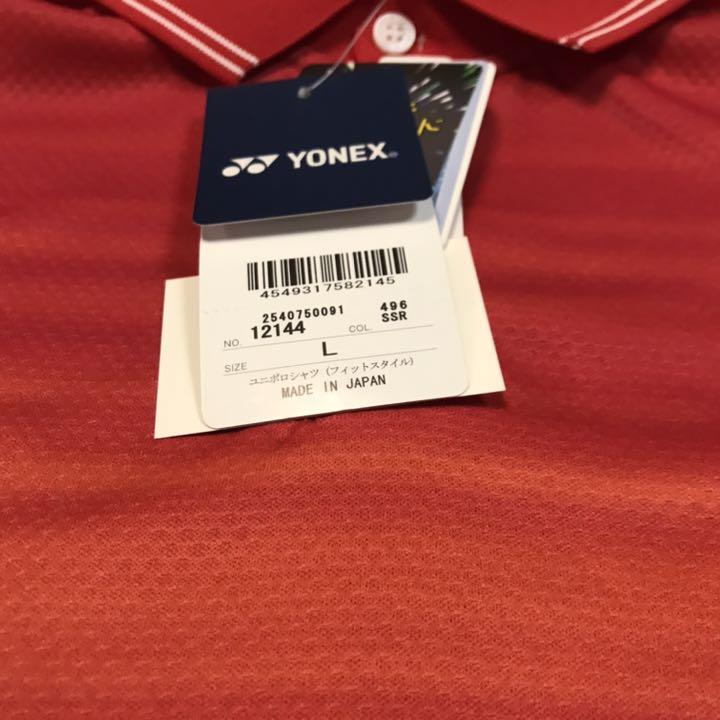 YONEX®
4549317582145
2540750091 496
NO. 12144 COL. SSR
SIZE L
ユニポロシャツ (フィットスタイル)
MADE IN JAPAN
ド